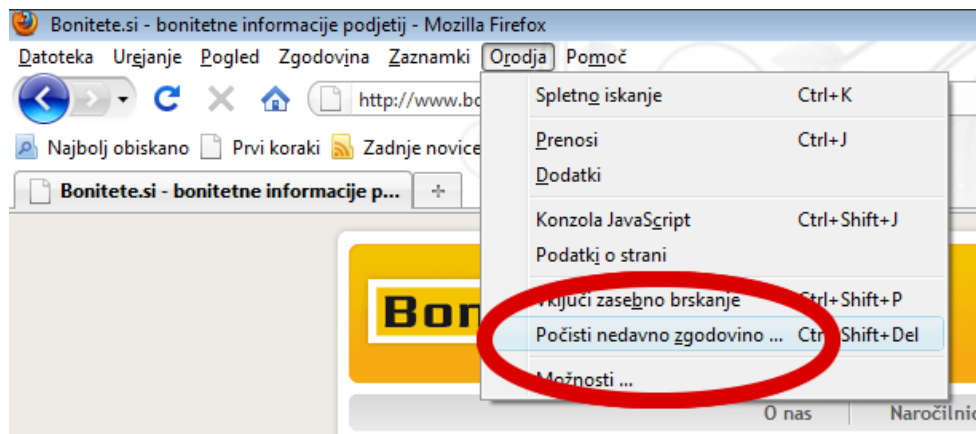 Bonitete.si - bonitetne informacije podjetij - Mozilla Firefox
Datoteka Urejanje Pogled Zgodovina Zaznamki Orodja Pomoč
http://www.bo
Najbolj obiskano Prvi koraki Zadnje novice
Bonitete.si - bonitetne informacije p...
Spletno iskanje Ctrl+K
Prenosi Ctrl+J
Dodatki
Konzola JavaScript Ctrl+Shift+J
Podatki o strani
Vključi zasebno brskanje Ctrl+Shift+P
Počisti nedavno zgodovino ... Ctrl+Shift+Del
Možnosti ...
Bon
O nas Naročilnic